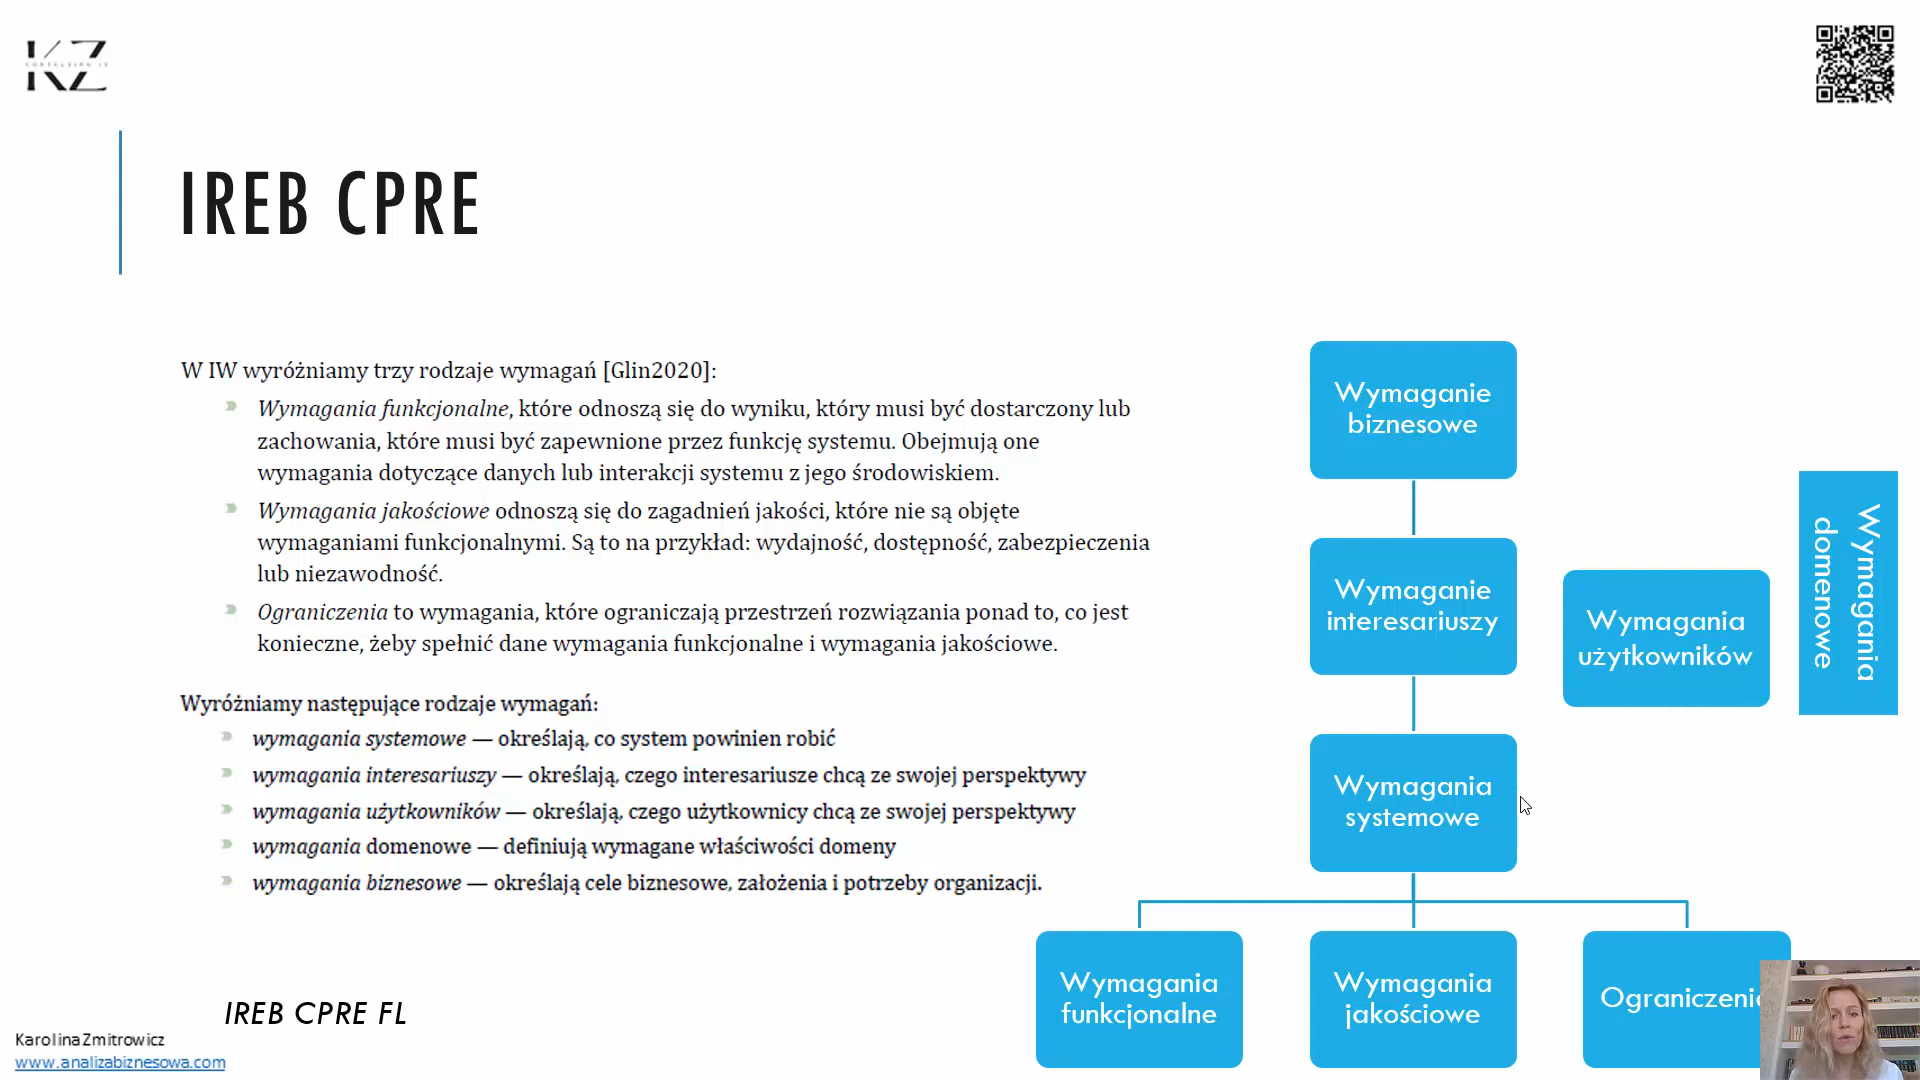 KZ
IREB CPRE
W IW wyróżniamy trzy rodzaje wymagań [Glin2020]:
Wymagania funkcjonalne, które odnoszą się do wyniku, który musi być dostarczony lub
zachowania, które musi być zapewnione przez funkcję systemu. Obejmują one
wymagania dotyczące danych lub interakcji systemu z jego środowiskiem.
Wymagania jakościowe odnoszą się do zagadnień jakości, które nie są objęte
wymaganiami funkcjonalnymi. Są to na przykład: wydajność, dostępność, zabezpieczenia
lub niezawodność.
Ograniczenia to wymagania, które ograniczają przestrzeń rozwiązania ponad to, co jest
konieczne, żeby spełnić dane wymagania funkcjonalne i wymagania jakościowe.
Wyróżniamy następujące rodzaje wymagań:
wymagania systemowe — określają, co system powinien robić
wymagania interesariuszy — określają, czego interesariusze chcą ze swojej perspektywy
wymagania użytkowników — określają, czego użytkownicy chcą ze swojej perspektywy
wymagania domenowe — definiują wymagane właściwości domeny
wymagania biznesowe — określają cele biznesowe, założenia i potrzeby organizacji.
IREB CPRE FL
Karolina Zmitrowicz
www.analizabiznesowa.com
Wymaganie
biznesowe
Wymaganie
interesariuszy
Wymagania
użytkowników
Wymagania
domenowe
Wymagania
systemowe
Wymagania
funkcjonalne
Wymagania
jakościowe
Ograniczeni